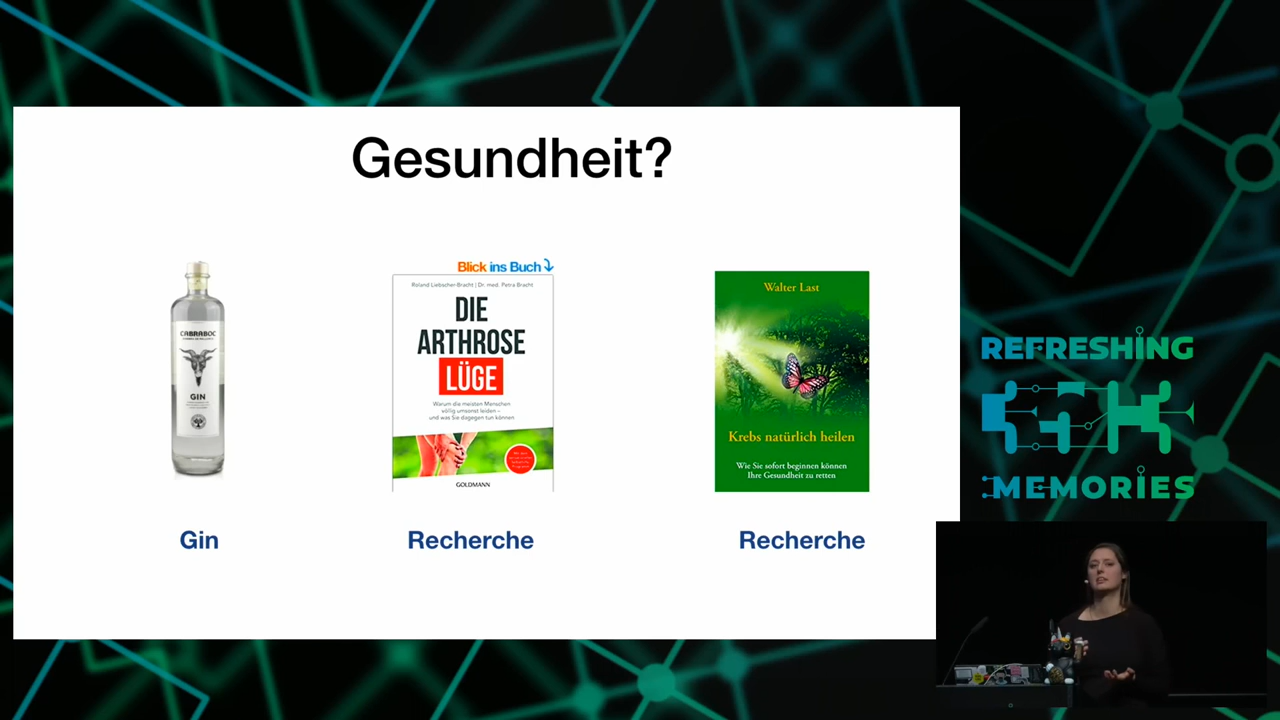 Gesundheit?
CABRABOC
GIN
Gin
Blick ins Buch
Roland Liebscher-Bracht | Dr. med. Petra Bracht
DIE
ARTHROSE
LÜGE
Warum die meisten Menschen
völlig umsonst leiden –
und was Sie dagegen tun können
GOLDMANN
Recherche
Walter Last
Krebs natürlich heilen
Wie Sie sofort beginnen können
Ihre Gesundheit zu retten
Recherche
REFRESHING
MEMORIES